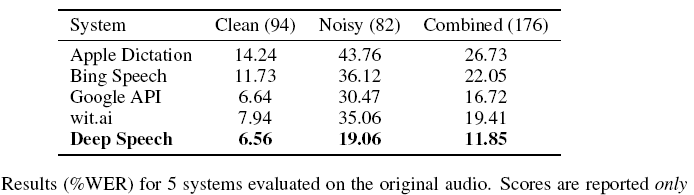 System Clean (94) Noisy (82) Combined (176)
Apple Dictation 14.24 43.76 26.73
Bing Speech 11.73 36.12 22.05
Google API 6.64 30.47 16.72
wit.ai 7.94 35.06 19.41
Deep Speech 6.56 19.06 11.85
Results (%WER) for 5 systems evaluated on the original audio. Scores are reported only